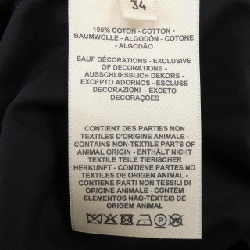 34
100% COTON - COTTON -
BAUMWOLLE - ALGODÓN - COTONE
- ALGODÃO
SAUF DÉCORATIONS - EXCLUSIVE
OF DECORATIONS -
AUSSCHLIESSLICH DEKORS -
EXCEPTO ADORNOS - ESCLUSE
DECORAZIONI - EXCEPTO
DECORAÇÕES
CONTIENT DES PARTIES NON
TEXTILES D'ORIGINE ANIMALE -
CONTAINS NON-TEXTILE PARTS OF
ANIMAL ORIGIN - ENTHÄLT NICHT-
TEXTILE TEILE TIERISCHER
HERKUNFT - CONTIENE PARTES NO
TEXTILES DE ORIGEN ANIMAL -
CONTIENE PARTI NON TESSILI DI
ORIGINE ANIMALE - CONTÉM
ELEMENTOS NÃO-TÊXTEIS DE
ORIGEM ANIMAL